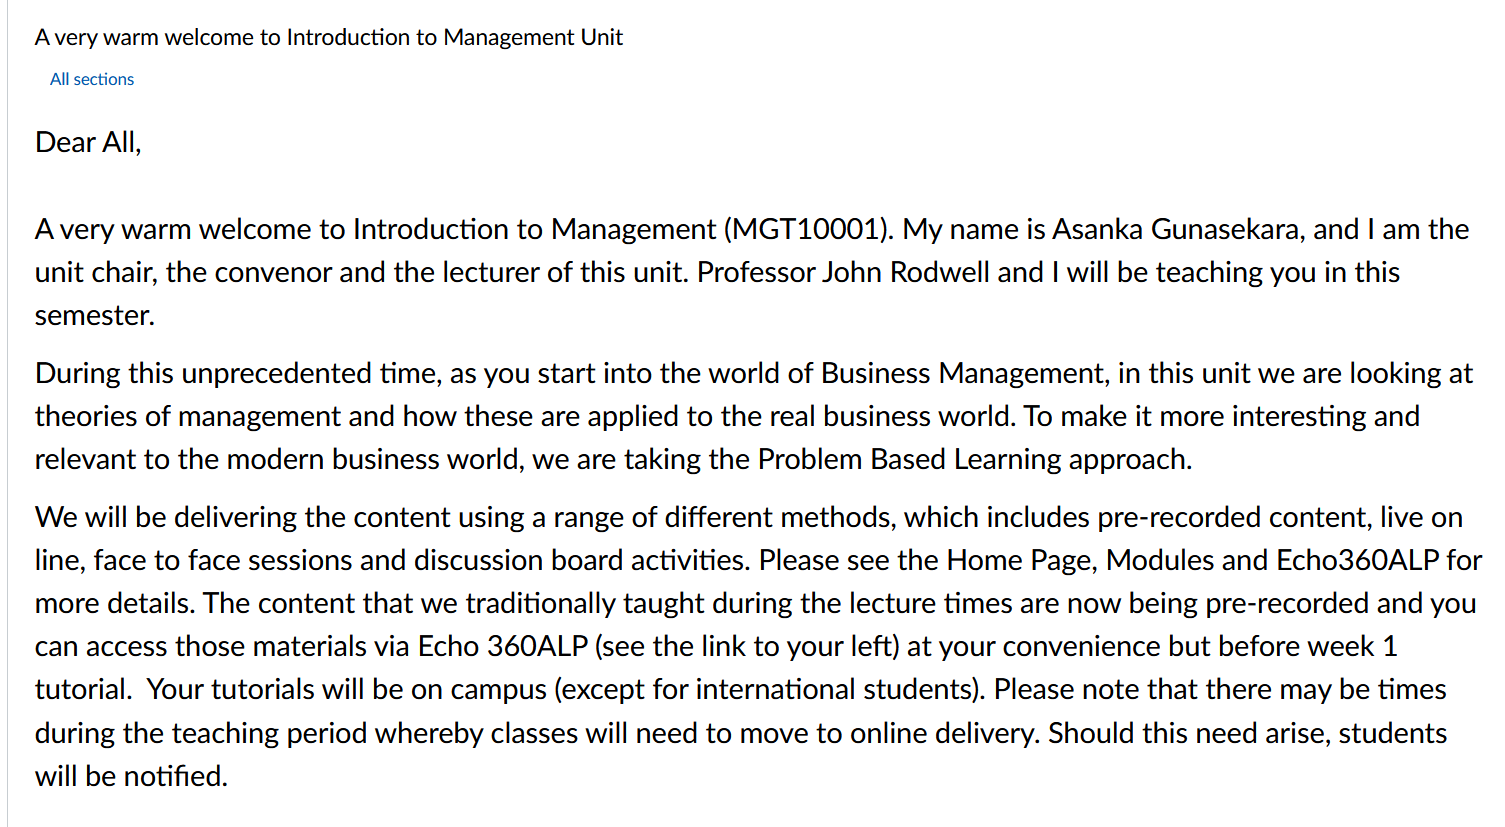 A very warm welcome to Introduction to Management Unit
All sections
Dear All,
A very warm welcome to Introduction to Management (MGT10001). My name is Asanka Gunasekara, and I am the
unit chair, the convenor and the lecturer of this unit. Professor John Rodwell and I will be teaching you in this
semester.
During this unprecedented time, as you start into the world of Business Management, in this unit we are looking at
theories of management and how these are applied to the real business world. To make it more interesting and
relevant to the modern business world, we are taking the Problem Based Learning approach.
We will be delivering the content using a range of different methods, which includes pre-recorded content, live on
line, face to face sessions and discussion board activities. Please see the Home Page, Modules and Echo360ALP for
more details. The content that we traditionally taught during the lecture times are now being pre-recorded and you
can access those materials via Echo 360ALP (see the link to your left) at your convenience but before week 1
tutorial.  Your tutorials will be on campus (except for international students). Please note that there may be times
during the teaching period whereby classes will need to move to online delivery. Should this need arise, students
will be notified.